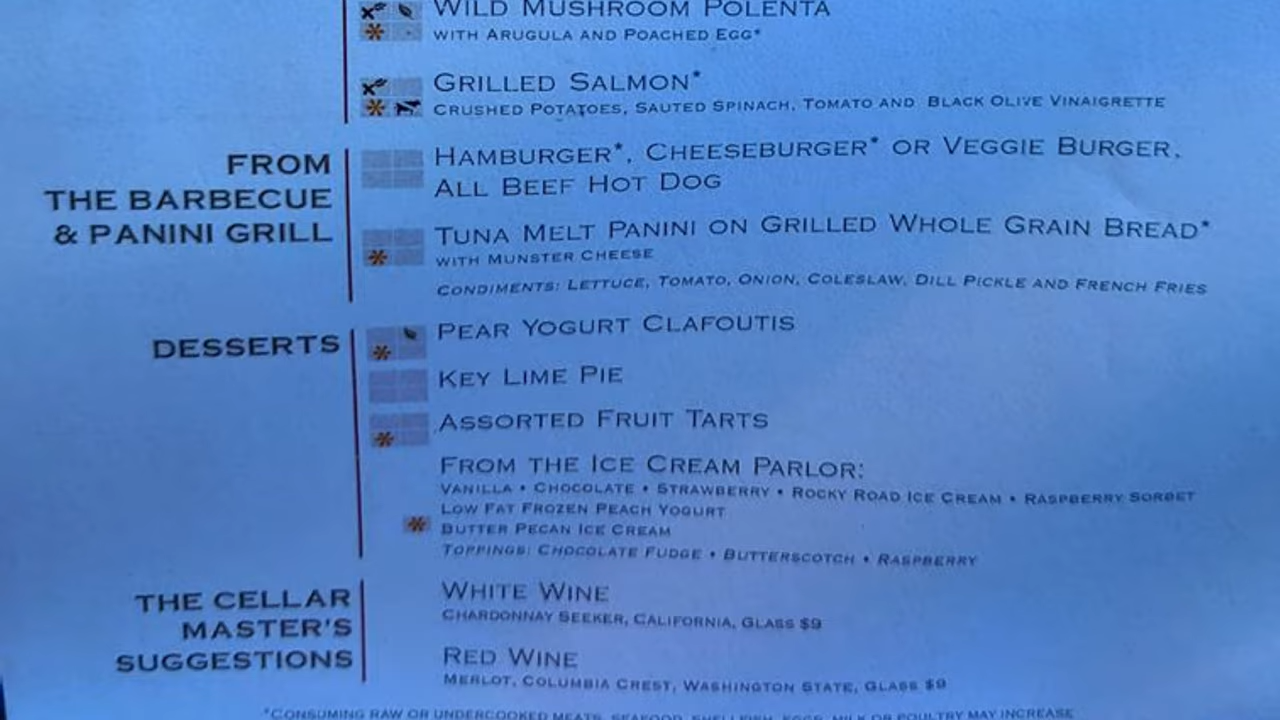 WILD MUSHROOM POLENTA
WITH ARUGULA AND POACHED EGG*
GRILLED SALMON*
CRUSHED POTATOES, SAUTED SPINACH, TOMATO AND BLACK OLIVE VINAIGRETTE
FROM
THE BARBECUE
& PANINI GRILL
HAMBURGER*, CHEESEBURGER* OR VEGGIE BURGER,
ALL BEEF HOT DOG
TUNA MELT PANINI ON GRILLED WHOLE GRAIN BREAD*
WITH MUNSTER CHEESE
CONDIMENTS: LETTUCE, TOMATO, ONION, COLESLAW, DILL PICKLE AND FRENCH FRIES
DESSERTS
PEAR YOGURT CLAFOUTIS
KEY LIME PIE
ASSORTED FRUIT TARTS
FROM THE ICE CREAM PARLOR:
VANILLA • CHOCOLATE • STRAWBERRY • ROCKY ROAD ICE CREAM • RASPBERRY SORBET
LOW FAT FROZEN PEACH YOGURT
BUTTER PECAN ICE CREAM
TOPPINGS: CHOCOLATE FUDGE • BUTTERSCOTCH • RASPBERRY
THE CELLAR
MASTER'S
SUGGESTIONS
WHITE WINE
CHARDONNAY SEEKER, CALIFORNIA, GLASS $9
RED WINE
MERLOT, COLUMBIA CREST, WASHINGTON STATE, GLASS $9
*CONSUMING RAW OR UNDERCOOKED MEATS, SEAFOOD, SHELLFISH, EGGS, MILK OR POULTRY MAY INCREASE